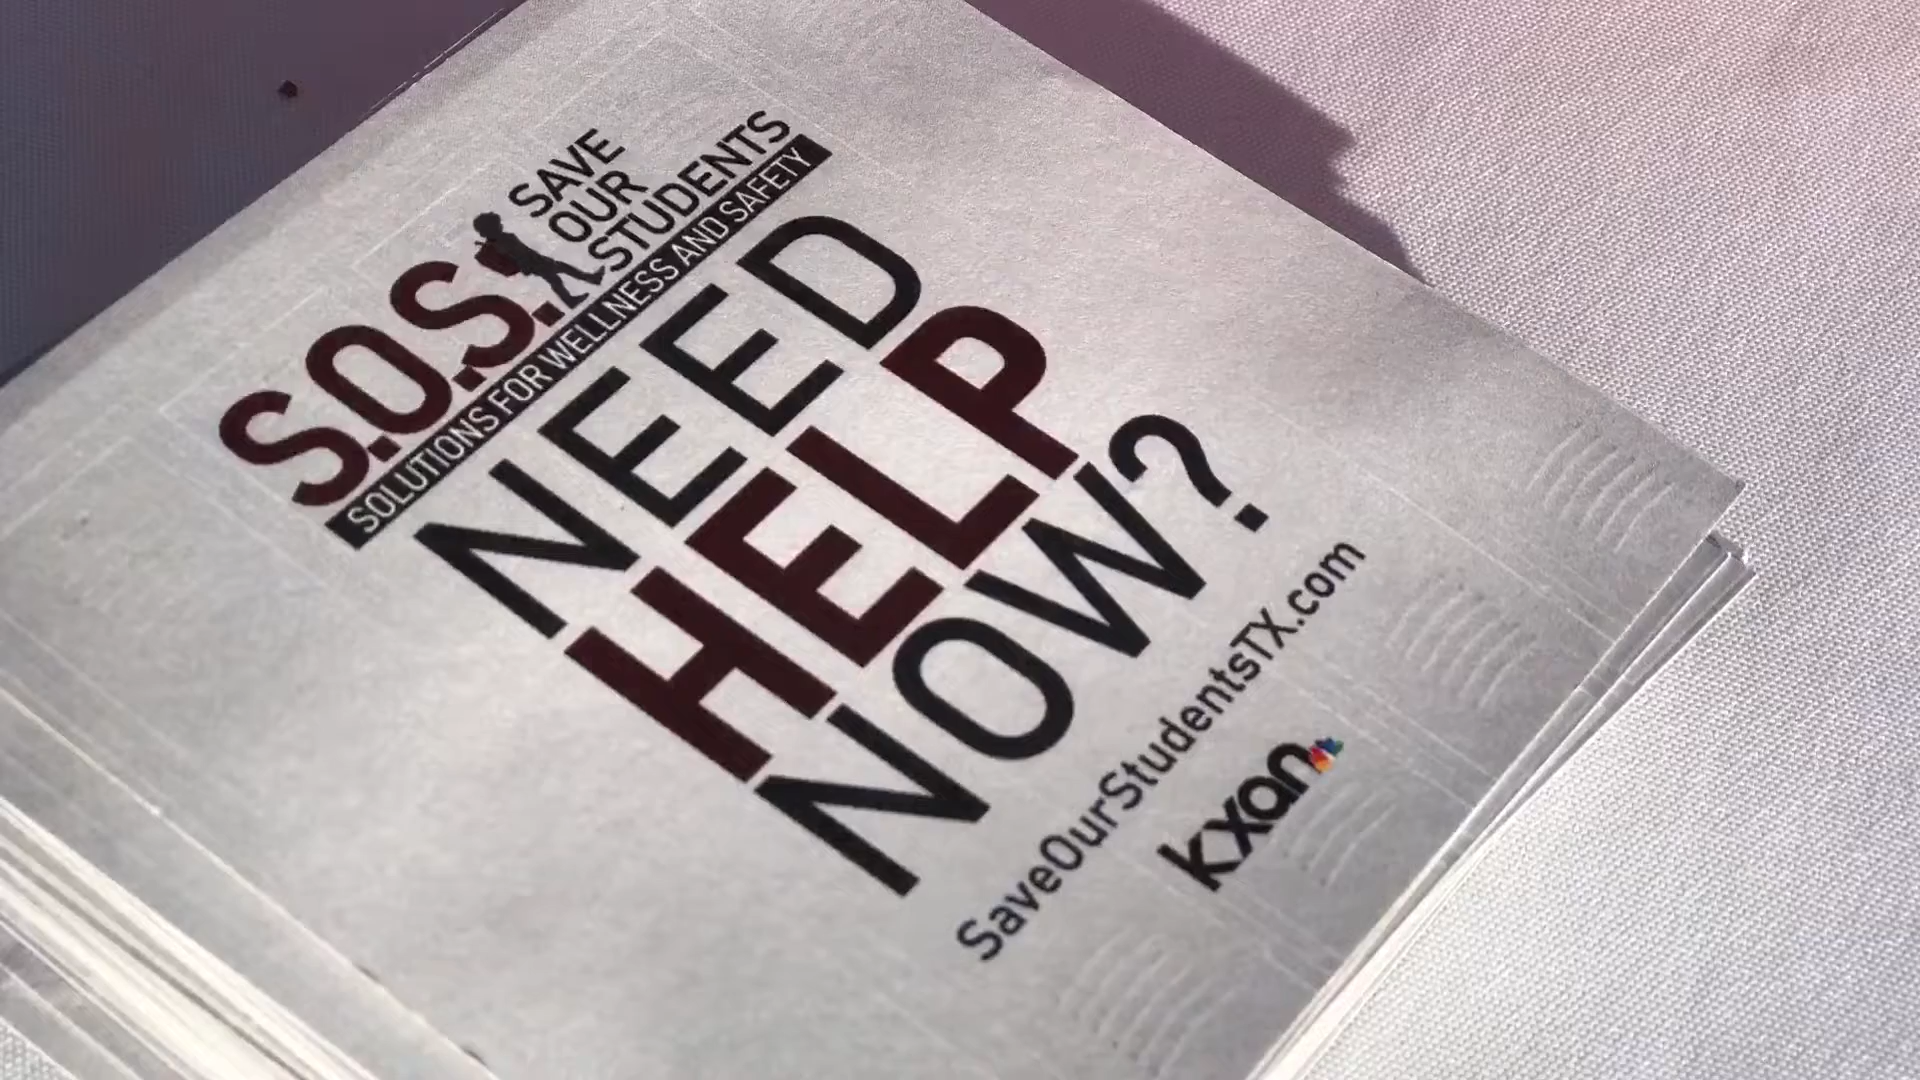 S.O.S.
SAVE
OUR
STUDENTS
SOLUTIONS FOR WELLNESS AND SAFETY
NEED
HELP
NOW?
SaveOurStudentsTX.com
kxan